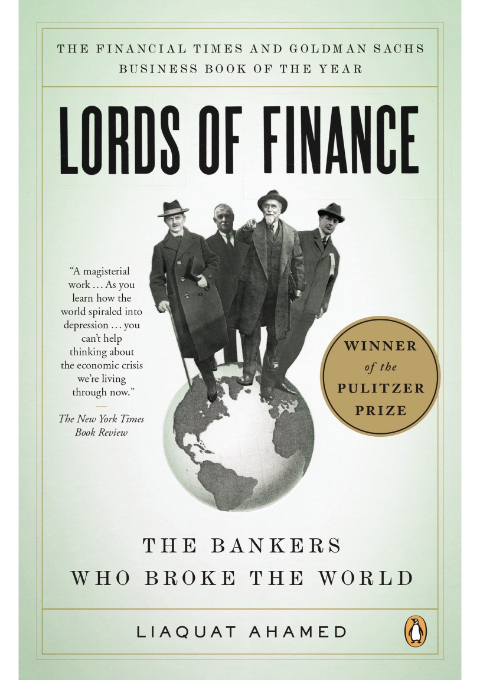 THE FINANCIAL TIMES AND GOLDMAN SACHS
BUSINESS BOOK OF THE YEAR
LORDS OF FINANCE
“A magisterial
work . . . As you
learn how the
world spiraled into
depression . . . you
can’t help
thinking about
the economic crisis
we’re living
through now.”
The New York Times
Book Review
WINNER
of the
PULITZER
PRIZE
THE BANKERS
WHO BROKE THE WORLD
LIAQUAT AHAMED